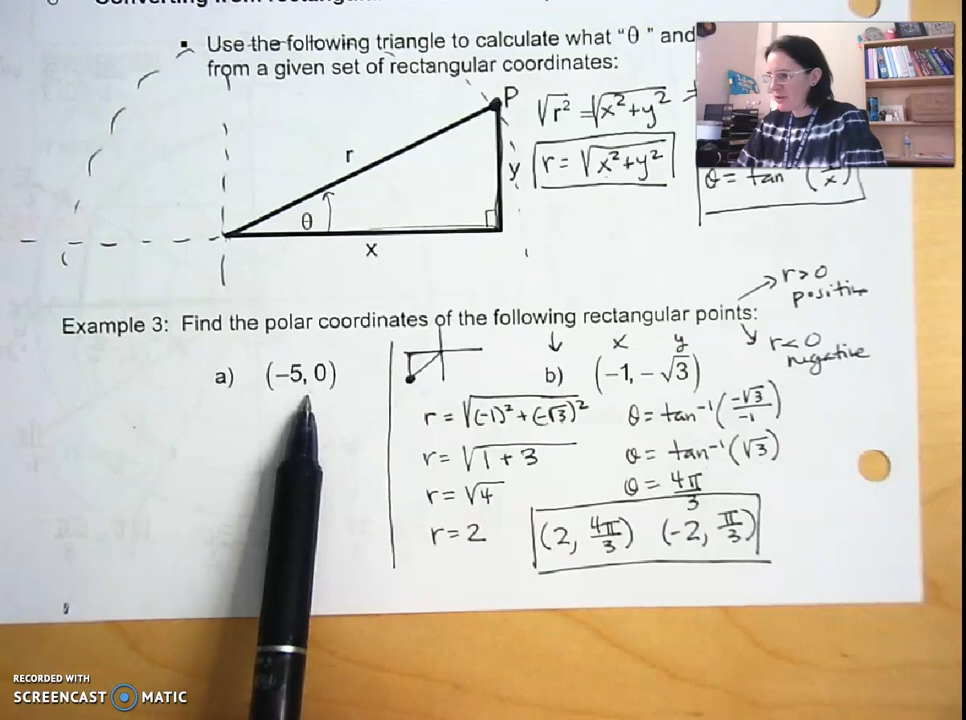 Use the following triangle to calculate what “θ ” and
from a given set of rectangular coordinates:
P
r
y
θ
x
√r² = √x²+y²
r = √x²+y²
θ = tan (y/x)
r>0
positive
Example 3: Find the polar coordinates of the following rectangular points:
r<0
negative
a) (−5, 0)
x y
b) (−1, −√3)
r = √(-1)² + (-√3)²
θ = tan⁻¹(-√3/-1)
r = √1 + 3
θ = tan⁻¹(√3)
r = √4
θ = 4π/3
r = 2
(2, 4π/3) (-2, π/3)
RECORDED WITH
SCREENCAST MATIC